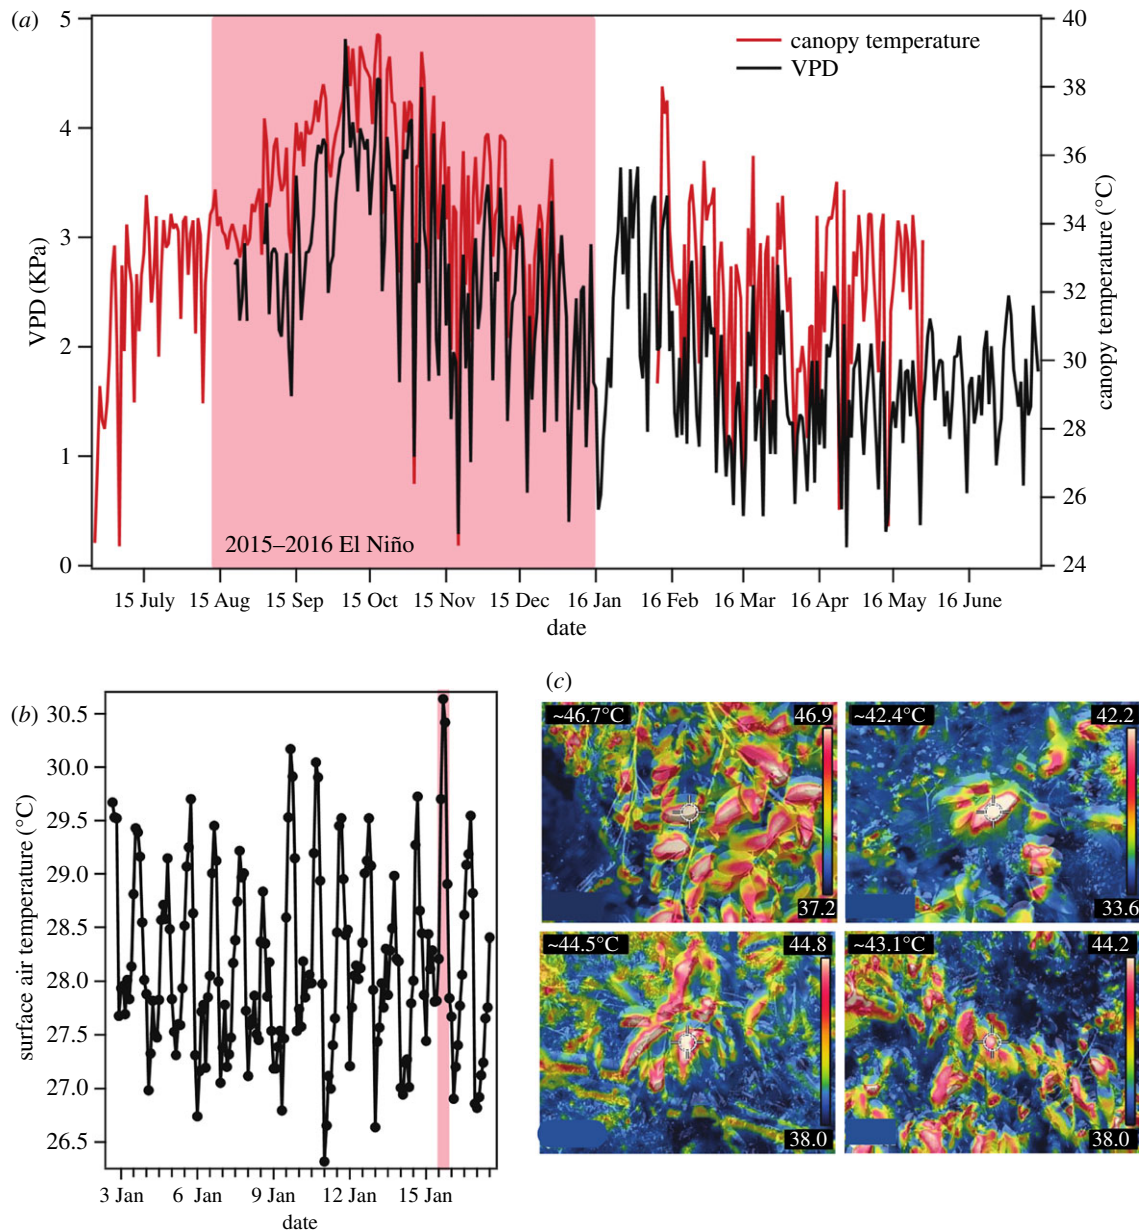 (a)
5
4
3
2
1
0
VPD (KPa)
40
38
36
34
32
30
28
26
24
canopy temperature (°C)
canopy temperature
VPD
2015–2016 El Niño
15 July 15 Aug 15 Sep 15 Oct 15 Nov 15 Dec 16 Jan 16 Feb 16 Mar 16 Apr 16 May 16 June
date
(b)
30.5
30.0
29.5
29.0
28.5
28.0
27.5
27.0
26.5
surface air temperature (°C)
3 Jan 6 Jan 9 Jan 12 Jan 15 Jan
date
(c)
~46.7°C 46.9
37.2
~42.4°C 42.2
33.6
~44.5°C 44.8
38.0
~43.1°C 44.2
38.0